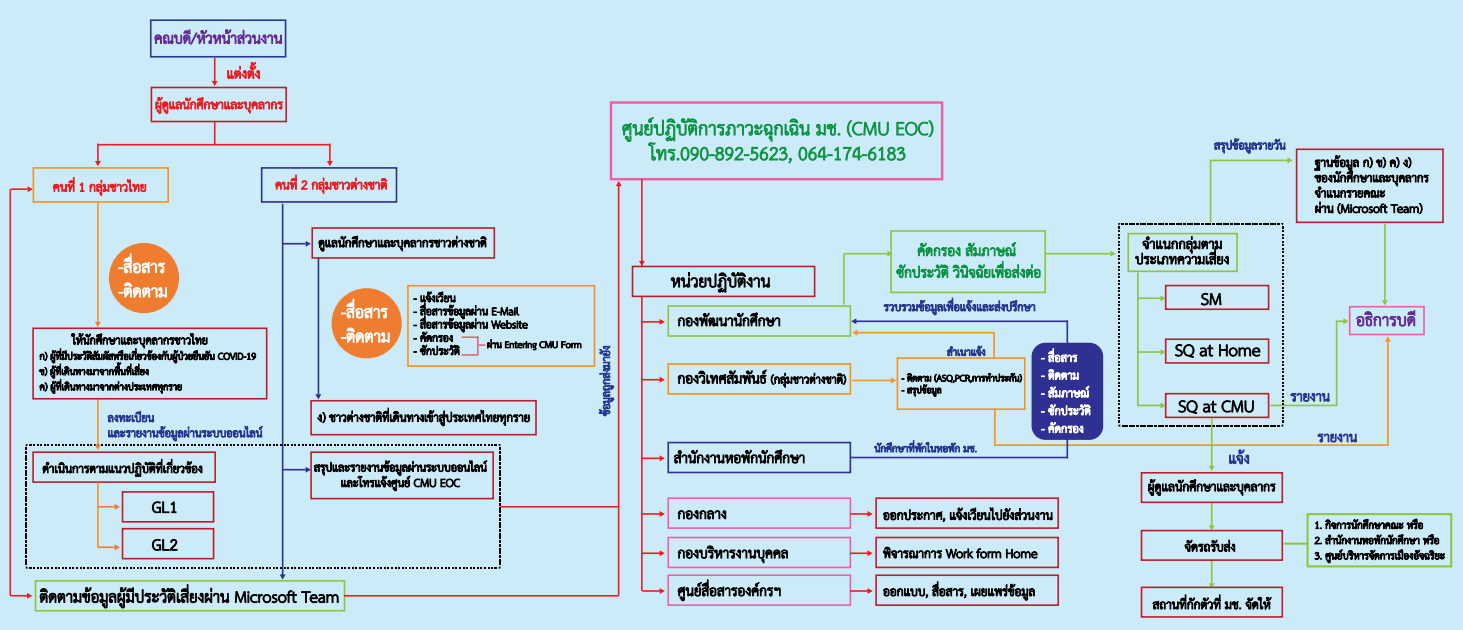 คณบดี/หัวหน้าส่วนงาน
แต่งตั้ง
ผู้ดูแลนักศึกษาและบุคลากร
คนที่ 1 กลุ่มชาวไทย
คนที่ 2 กลุ่มชาวต่างชาติ
-สื่อสาร
-ติดตาม
ให้นักศึกษาและบุคลากรชาวไทย
ก) ผู้ที่มีประวัติสัมผัสหรือเกี่ยวข้องกับผู้ป่วยยืนยัน COVID-19
ข) ผู้ที่เดินทางมาจากพื้นที่เสี่ยง
ค) ผู้ที่เดินทางมาจากต่างประเทศทุกราย
ลงทะเบียน
และรายงานข้อมูลผ่านระบบออนไลน์
ดำเนินการตามแนวปฏิบัติที่เกี่ยวข้อง
GL1
GL2
ติดตามข้อมูลผู้มีประวัติเสี่ยงผ่าน Microsoft Team
ดูแลนักศึกษาและบุคลากรชาวต่างชาติ
-สื่อสาร
-ติดตาม
- แจ้งเวียน
- สื่อสารข้อมูลผ่าน E-Mail
- สื่อสารข้อมูลผ่าน Website
- คัดกรอง
- ซักประวัติ
ผ่าน Entering CMU Form
ง) ชาวต่างชาติที่เดินทางเข้าสู่ประเทศไทยทุกราย
สรุปและรายงานข้อมูลผ่านระบบออนไลน์
และโทรแจ้งศูนย์ CMU EOC
ข้อมูลถูกส่งมายัง
ศูนย์ปฏิบัติการภาวะฉุกเฉิน มช. (CMU EOC)
โทร.090-892-5623, 064-174-6183
หน่วยปฏิบัติงาน
กองพัฒนานักศึกษา
กองวิเทศสัมพันธ์ (กลุ่มชาวต่างชาติ)
สำนักงานหอพักนักศึกษา
กองกลาง
กองบริหารงานบุคคล
ศูนย์สื่อสารองค์กรฯ
ออกประกาศ, แจ้งเวียนไปยังส่วนงาน
พิจารณาการ Work form Home
ออกแบบ, สื่อสาร, เผยแพร่ข้อมูล
คัดกรอง สัมภาษณ์
ซักประวัติ วินิจฉัยเพื่อส่งต่อ
รวบรวมข้อมูลเพื่อแจ้งและส่งปรึกษา
สำเนาแจ้ง
- ติดตาม (ASQ,PCR,การทำประกัน)
- สรุปข้อมูล
- สื่อสาร
- ติดตาม
- สัมภาษณ์
- ซักประวัติ
- คัดกรอง
นักศึกษาที่พักในหอพัก มช.
สรุปข้อมูลรายวัน
ฐานข้อมูล ก) ข) ค) ง)
ของนักศึกษาและบุคลากร
จำแนกรายคณะ
ผ่าน (Microsoft Team)
จำแนกกลุ่มตาม
ประเภทความเสี่ยง
SM
SQ at Home
SQ at CMU
อธิการบดี
รายงาน
รายงาน
แจ้ง
ผู้ดูแลนักศึกษาและบุคลากร
จัดรถรับส่ง
1. กิจการนักศึกษาคณะ หรือ
2. สำนักงานหอพักนักศึกษา หรือ
3. ศูนย์บริหารจัดการเมืองอัจฉริยะ
สถานที่กักตัวที่ มช. จัดให้